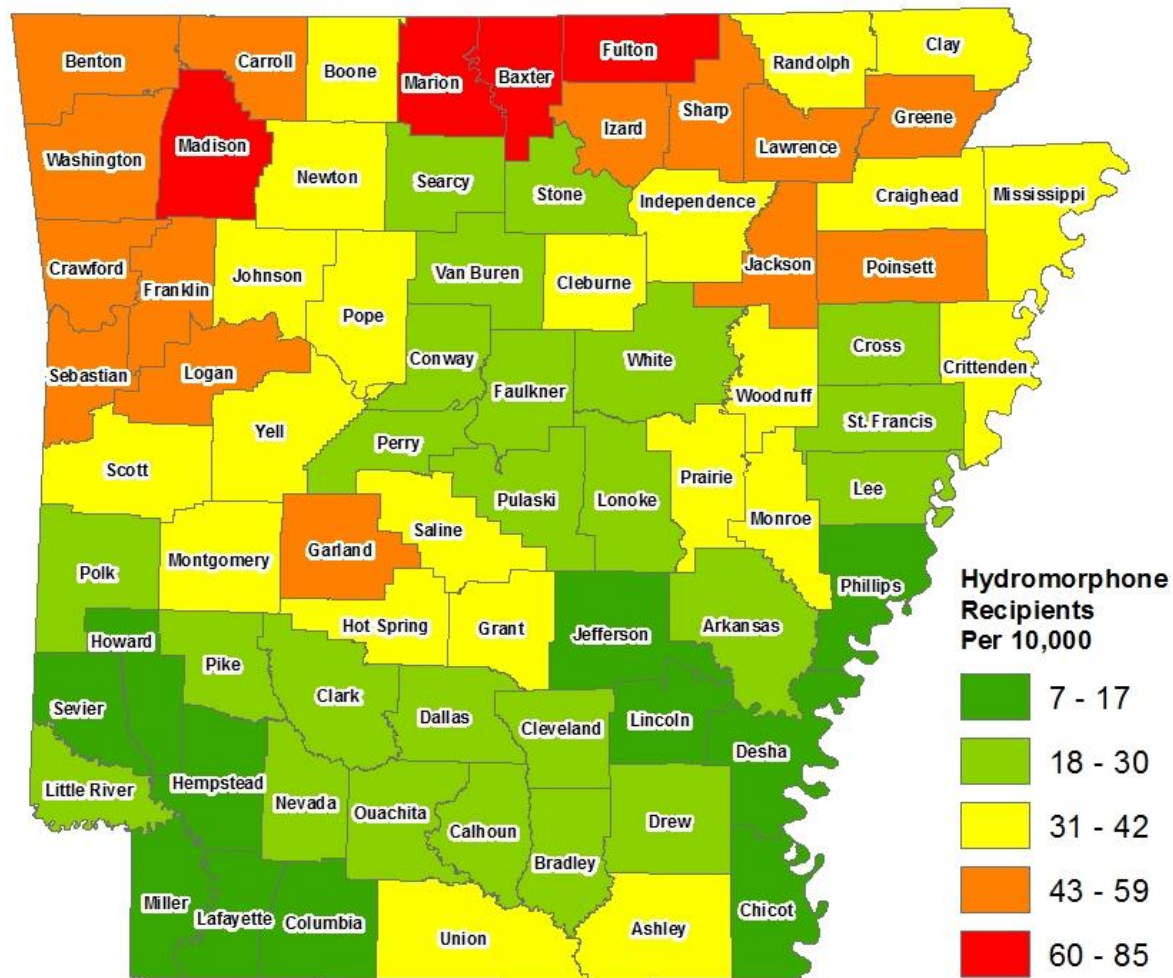 Benton
Carroll
Boone
Marion
Baxter
Fulton
Randolph
Clay
Sharp
Izard
Greene
Lawrence
Washington
Madison
Newton
Searcy
Stone
Independence
Craighead
Mississippi
Crawford
Franklin
Johnson
Pope
Van Buren
Cleburne
Jackson
Poinsett
Sebastian
Logan
Conway
Faulkner
White
Woodruff
Cross
Crittenden
Yell
Scott
Perry
Pulaski
Lonoke
Prairie
Monroe
St. Francis
Lee
Polk
Montgomery
Garland
Saline
Hot Spring
Grant
Jefferson
Arkansas
Phillips
Howard
Pike
Clark
Dallas
Cleveland
Lincoln
Desha
Sevier
Little River
Hempstead
Nevada
Ouachita
Calhoun
Bradley
Drew
Miller
Lafayette
Columbia
Union
Ashley
Chicot
Hydromorphone
Recipients
Per 10,000
7 - 17
18 - 30
31 - 42
43 - 59
60 - 85